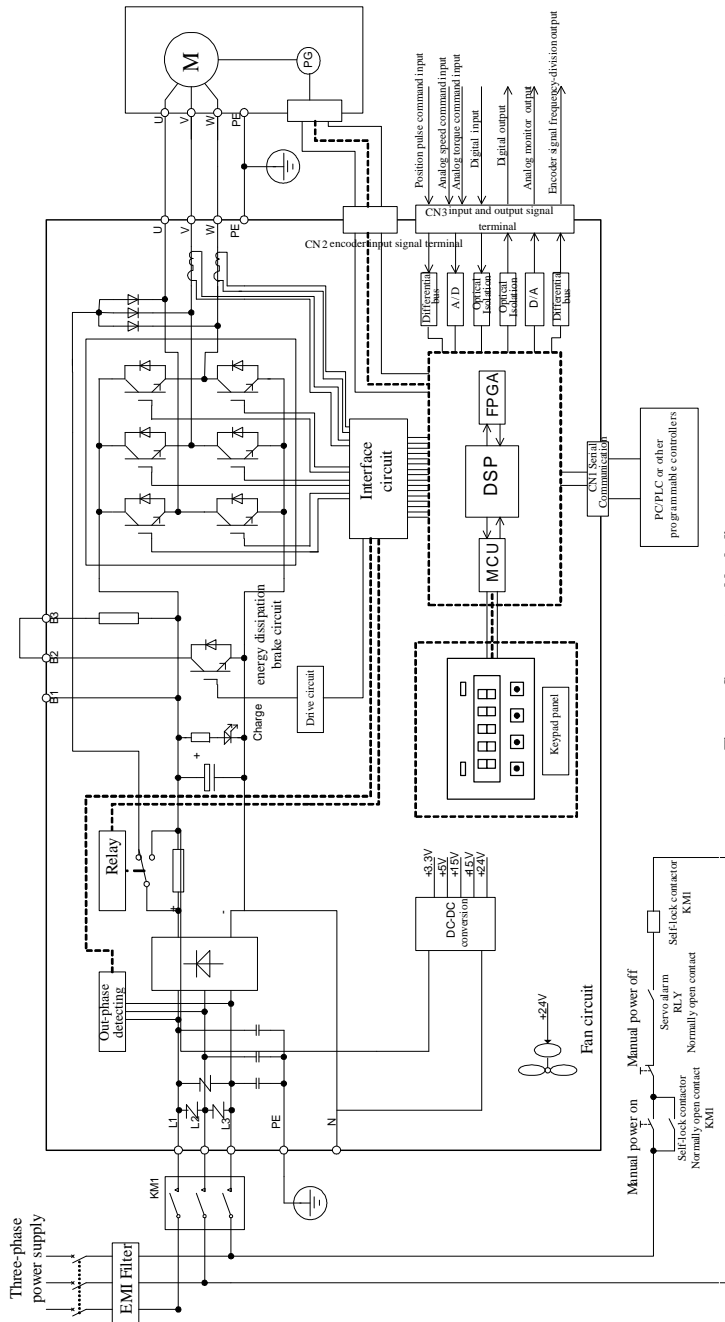 Three-phase
power supply
EMI Filter
KM1
L1
L2
L3
PE
N
Out-phase
detecting
Relay
+
-
+
Charge
B1
B2
B3
energy dissipation
brake circuit
Drive circuit
Interface
circuit
DC-DC
conversion
+3.3V
+5V
+15V
+24V
+24V
Fan circuit
Keypad panel
MCU
DSP
FPGA
U
V
W
PE
U
V
W
PE
M
PG
CN2 encoder input signal terminal
CN3 input and output signal
terminal
Differential
bus
A/D
Optical
Isolation
Optical
Isolation
D/A
Differential
bus
Position pulse command input
Analog speed command input
Analog torque command input
Digital input
Digital output
Analog monitor output
Encoder signal frequency-division output
CN1 Serial
Communication
PC/PLC or other
programmable controllers
Manual power on
Self-lock contactor
Normally open contact
KM1
Manual power off
Servo alarm
RLY
Normally open contact
Self-lock contactor
KM1